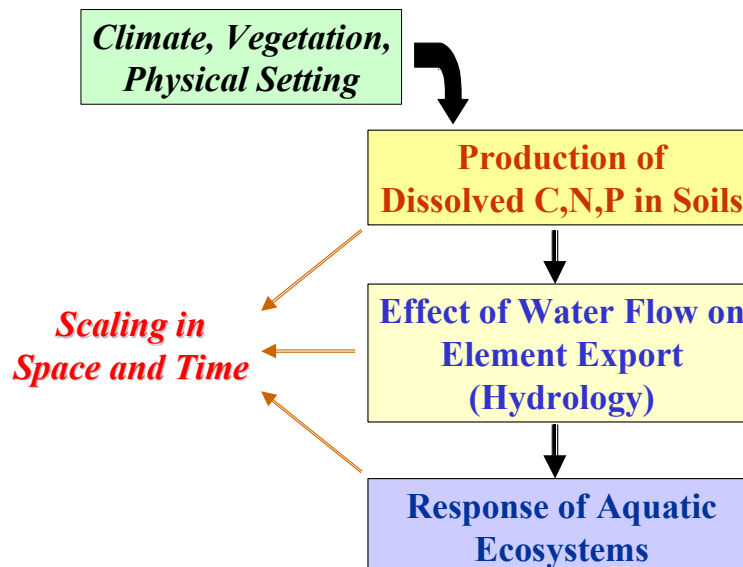 Climate, Vegetation,
Physical Setting
Production of
Dissolved C,N,P in Soils
Scaling in
Space and Time
Effect of Water Flow on
Element Export
(Hydrology)
Response of Aquatic
Ecosystems